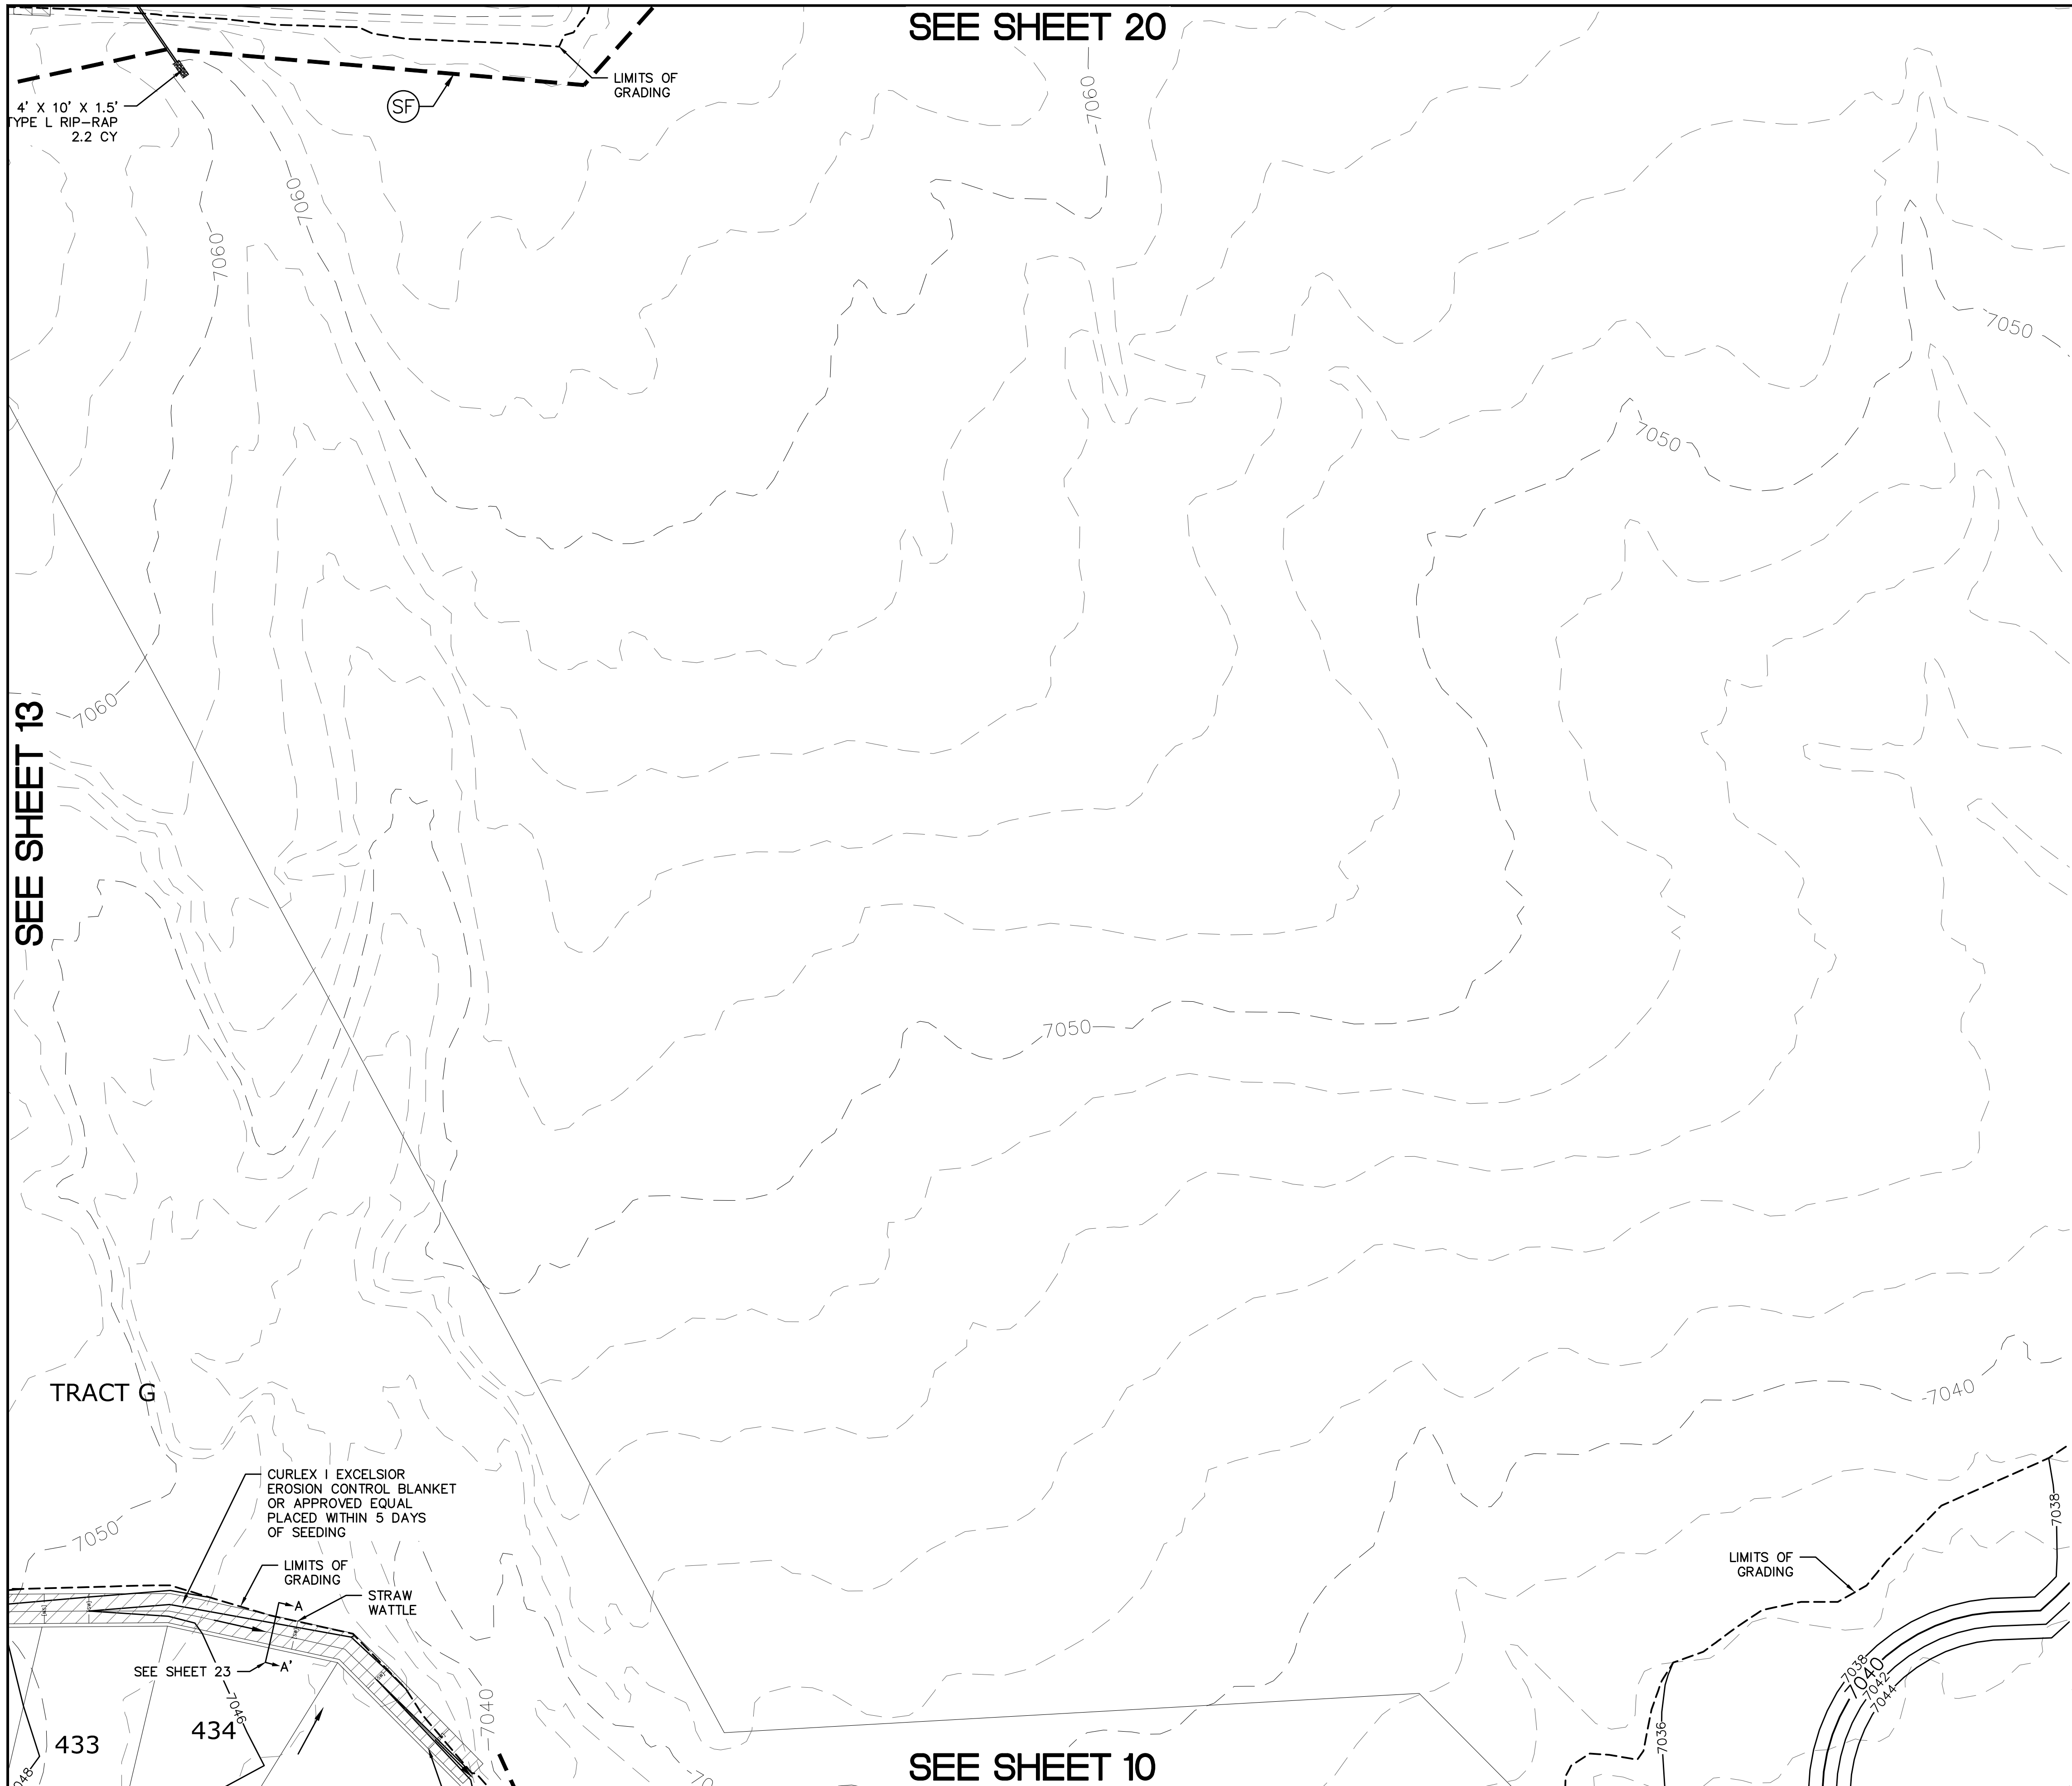 SEE SHEET 20
LIMITS OF
GRADING
SF
4' X 10' X 1.5'
TYPE L RIP-RAP
2.2 CY
7060
7060
7060
7050
7050
7060
SEE SHEET 13
7050
7040
TRACT G
CURLEX I EXCELSIOR
EROSION CONTROL BLANKET
OR APPROVED EQUAL
PLACED WITHIN 5 DAYS
OF SEEDING
7050
LIMITS OF
GRADING
STRAW
WATTLE
A
A'
SEE SHEET 23
7046
433
434
7040
7038
LIMITS OF
GRADING
7038
7040
7042
7044
7036
SEE SHEET 10